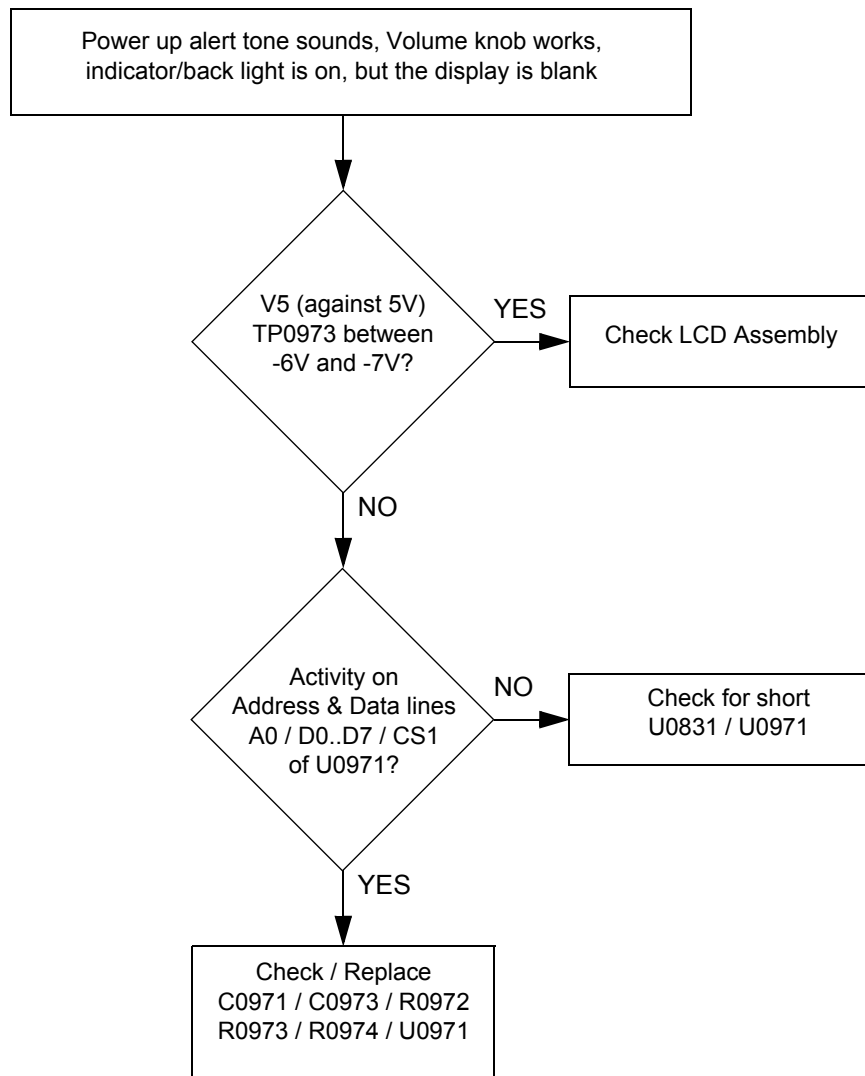 Power up alert tone sounds, Volume knob works,
indicator/back light is on, but the display is blank
V5 (against 5V)
TP0973 between
-6V and -7V?
YES
Check LCD Assembly
NO
Activity on
Address & Data lines
A0 / D0..D7 / CS1
of U0971?
NO
Check for short
U0831 / U0971
YES
Check / Replace
C0971 / C0973 / R0972
R0973 / R0974 / U0971